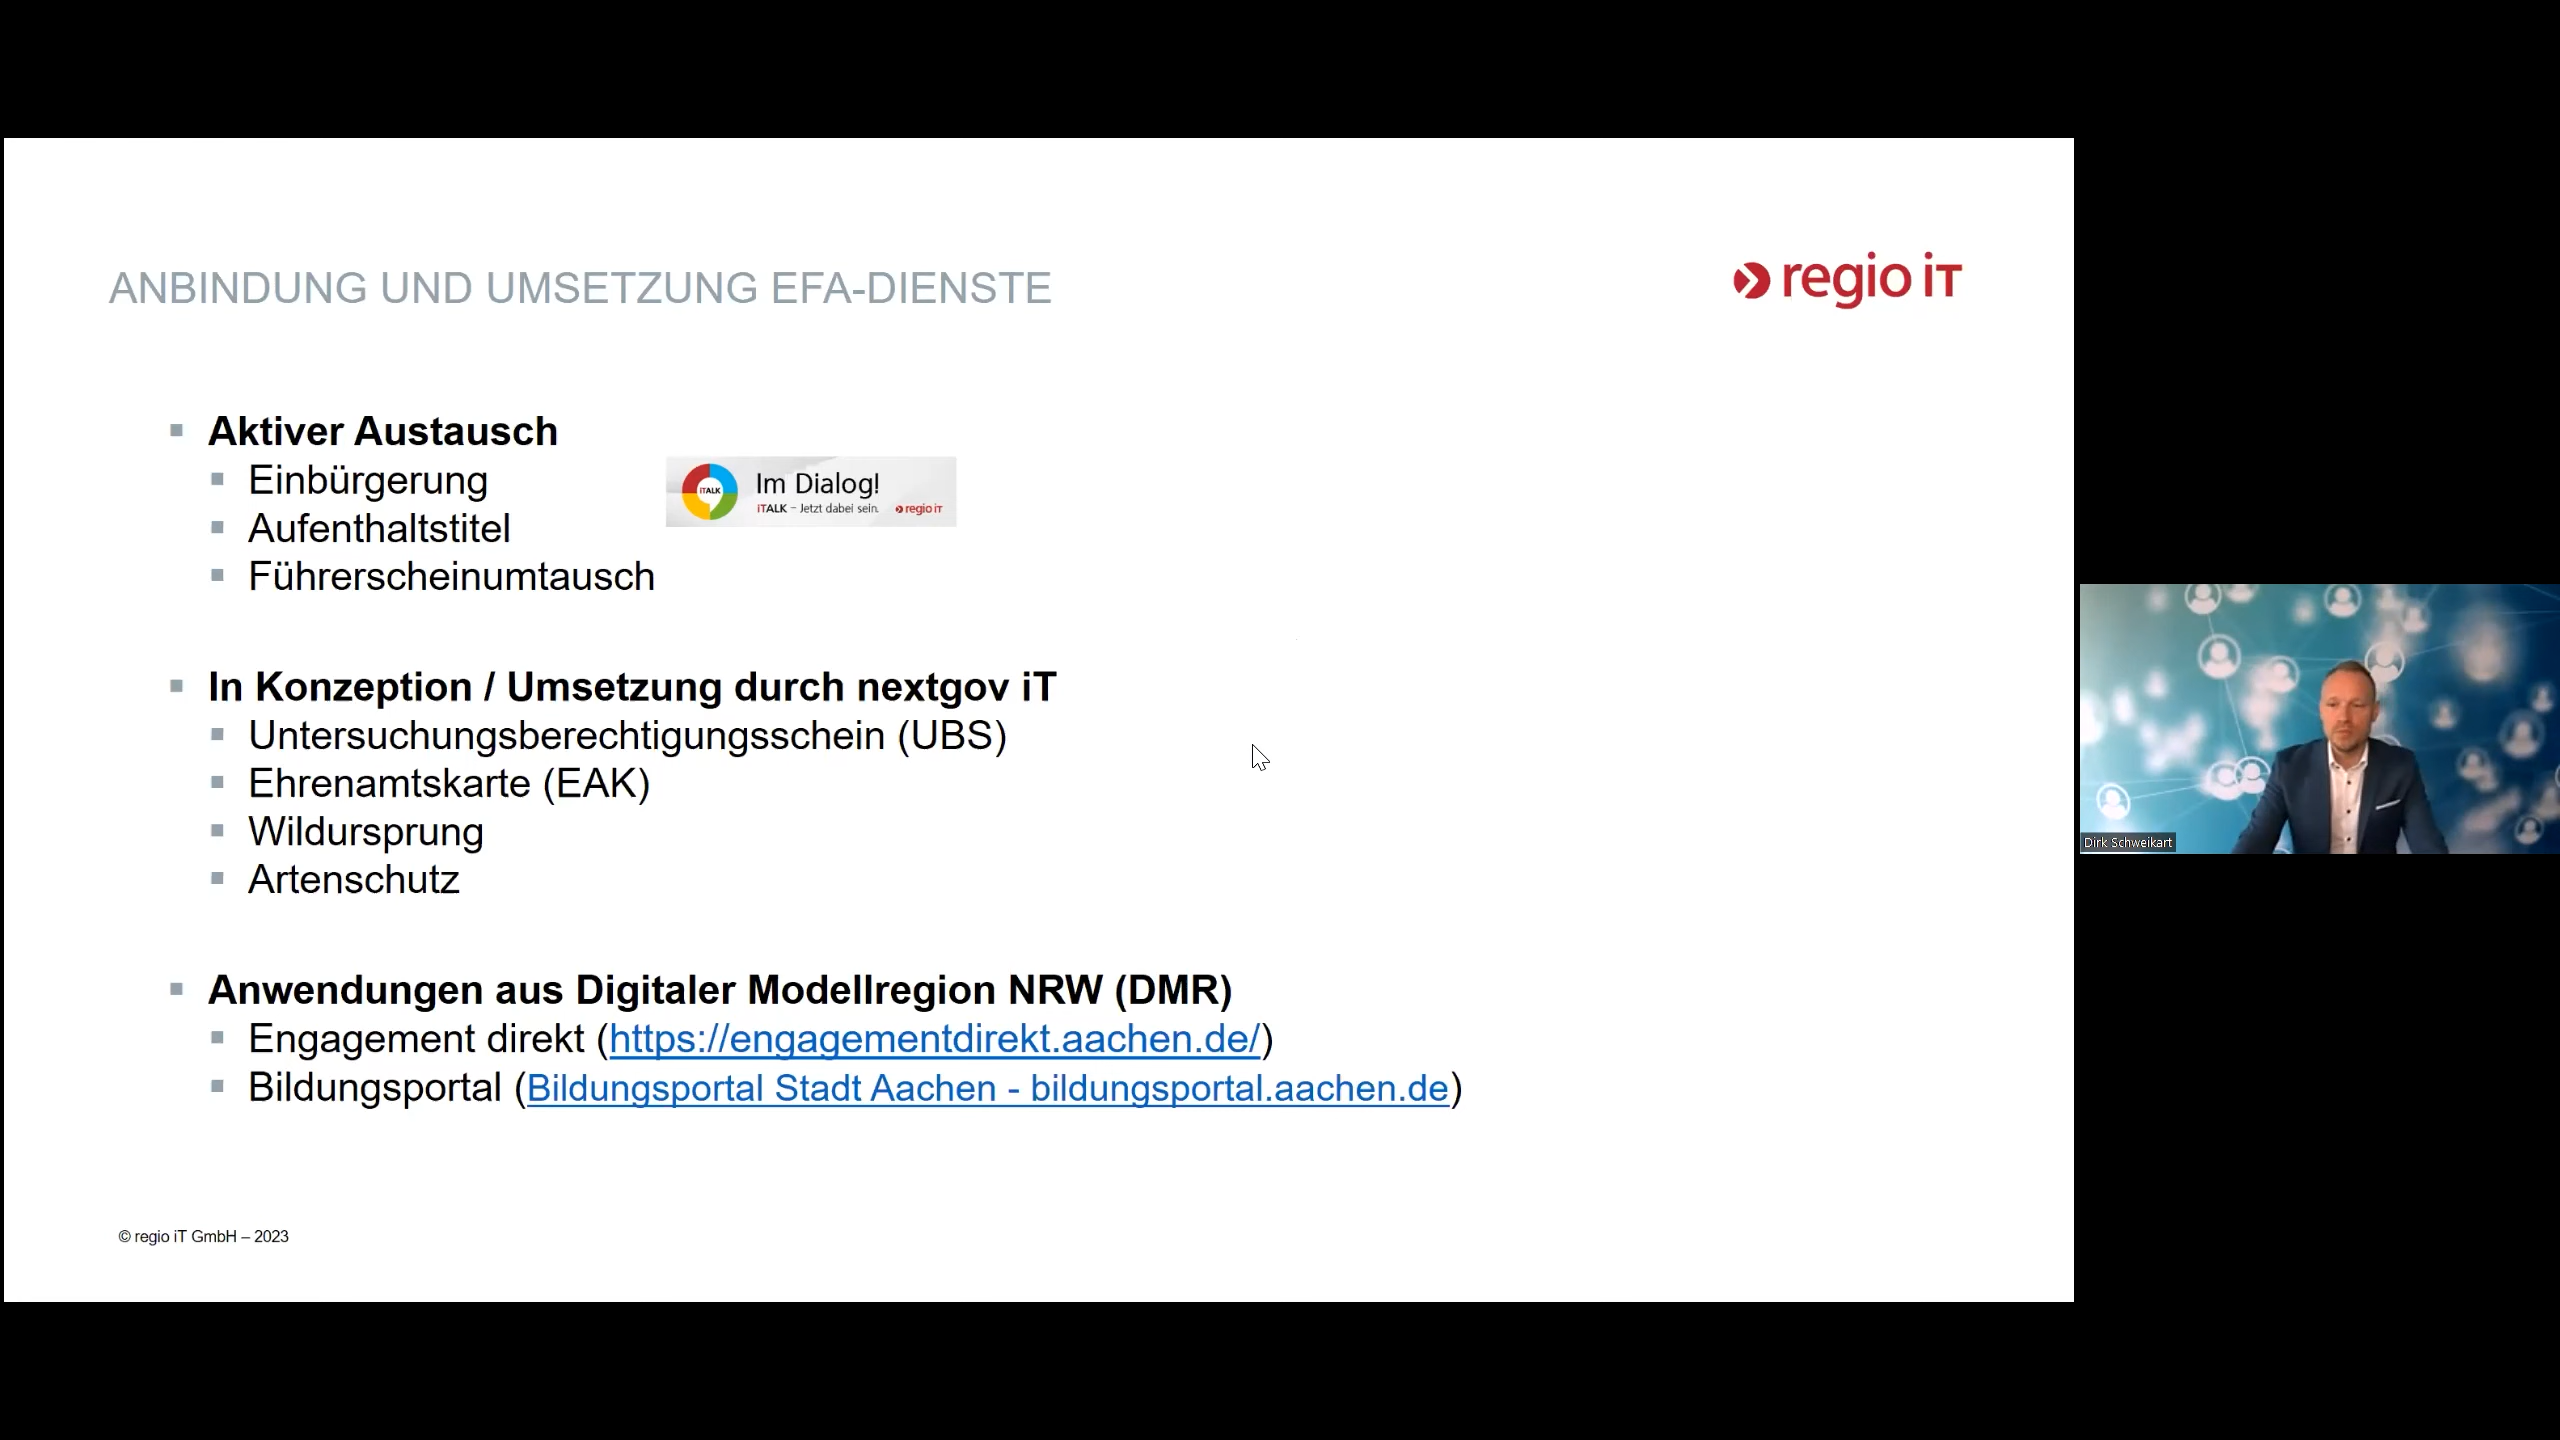 ANBINDUNG UND UMSETZUNG EFA-DIENSTE
regio iT
Aktiver Austausch
Einbürgerung
Aufenthaltstitel
Führerscheinumtausch
iTALK
Im Dialog!
iTALK – Jetzt dabei sein.
regio iT
In Konzeption / Umsetzung durch nextgov iT
Untersuchungsberechtigungsschein (UBS)
Ehrenamtskarte (EAK)
Wildursprung
Artenschutz
Anwendungen aus Digitaler Modellregion NRW (DMR)
Engagement direkt (https://engagementdirekt.aachen.de/)
Bildungsportal (Bildungsportal Stadt Aachen - bildungsportal.aachen.de)
© regio iT GmbH – 2023
Dirk Schweikart